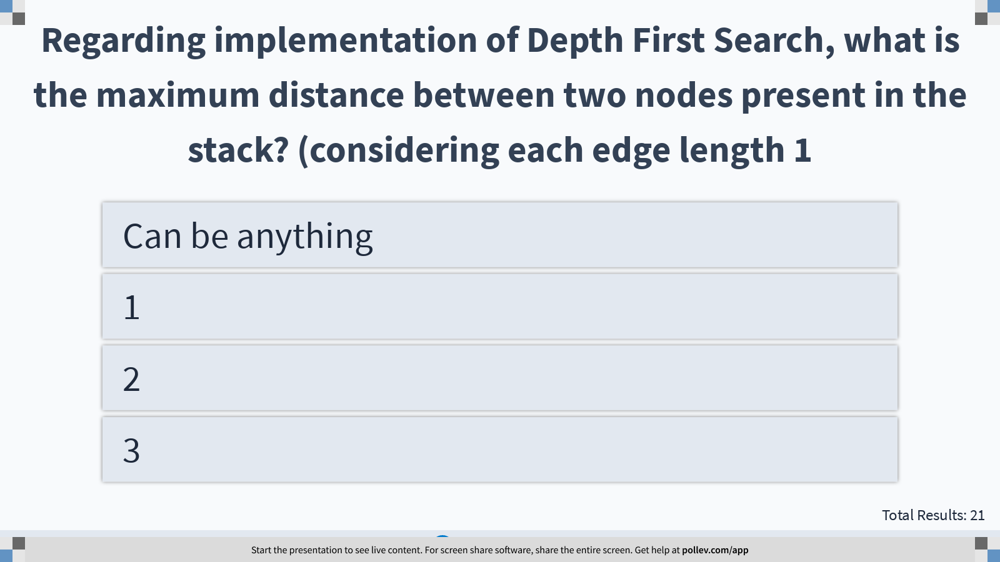 Regarding implementation of Depth First Search, what is
the maximum distance between two nodes present in the
stack? (considering each edge length 1
Can be anything
1
2
3
Total Results: 21
Start the presentation to see live content. For screen share software, share the entire screen. Get help at pollev.com/app